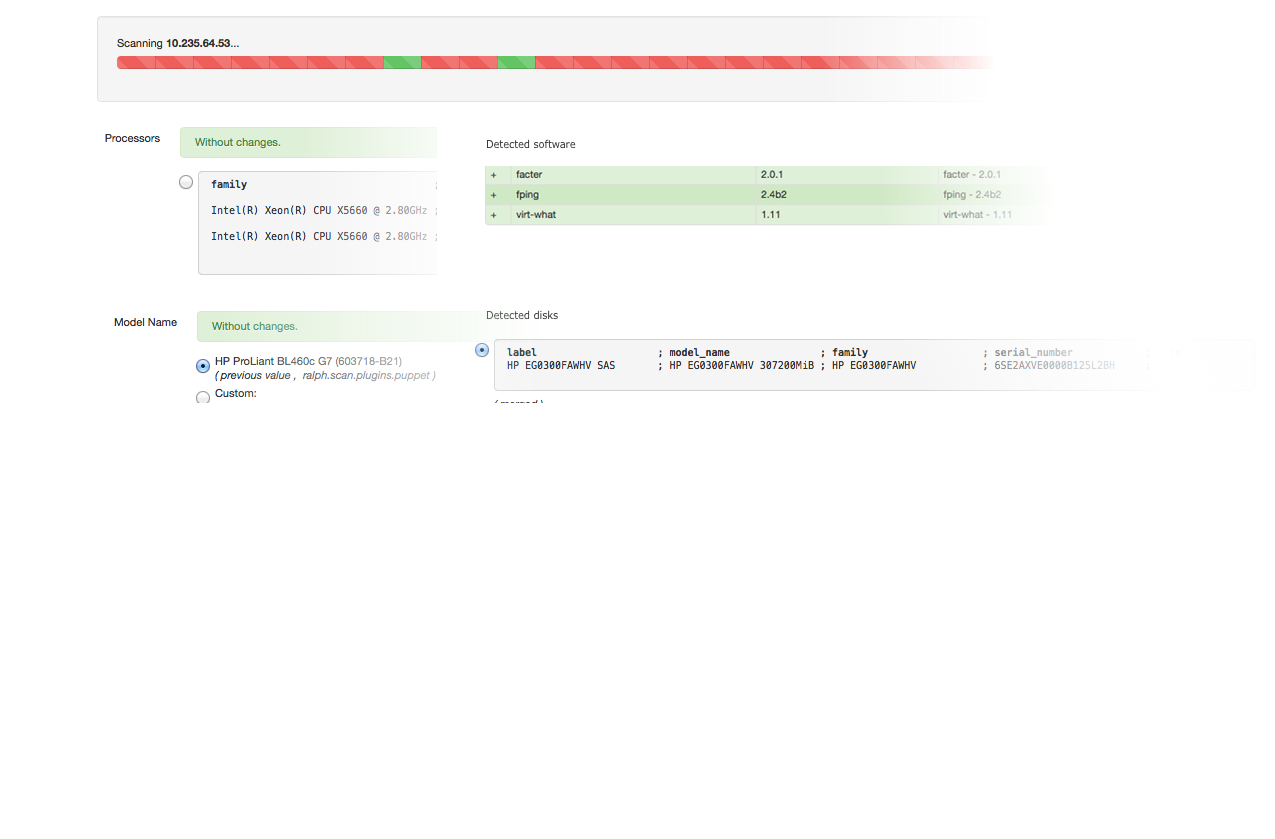 Scanning 10.235.64.53...
Processors
Without changes.
family ;
Intel(R) Xeon(R) CPU X5660 @ 2.80GHz ;
Intel(R) Xeon(R) CPU X5660 @ 2.80GHz ;
Detected software
+ facter 2.0.1 facter - 2.0.1
+ fping 2.4b2 fping - 2.4b2
+ virt-what 1.11 virt-what - 1.11
Model Name
Without changes.
HP ProLiant BL460c G7 (603718-B21)
( previous value , ralph.scan.plugins.puppet )
Custom:
Detected disks
label ; model_name ; family ; serial_number ;
HP EG0300FAWHV SAS ; HP EG0300FAWHV 307200MiB ; HP EG0300FAWHV ; 6SE2AXVE0000B125L2BH ;